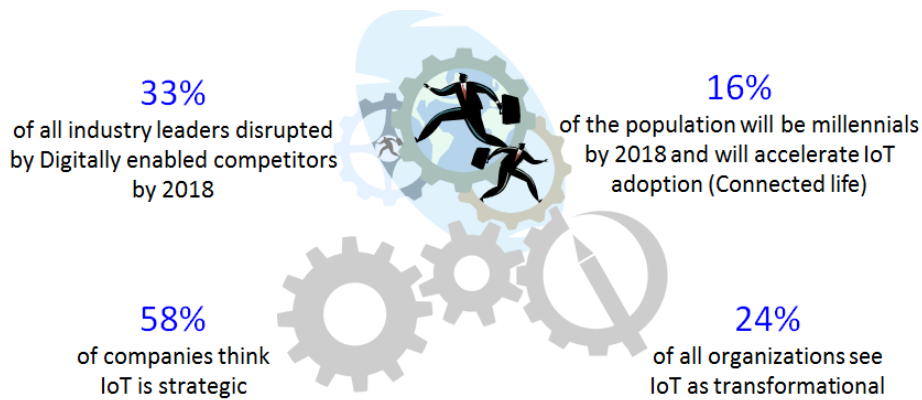 33%
of all industry leaders disrupted
by Digitally enabled competitors
by 2018
16%
of the population will be millennials
by 2018 and will accelerate IoT
adoption (Connected life)
58%
of companies think
IoT is strategic
24%
of all organizations see
IoT as transformational